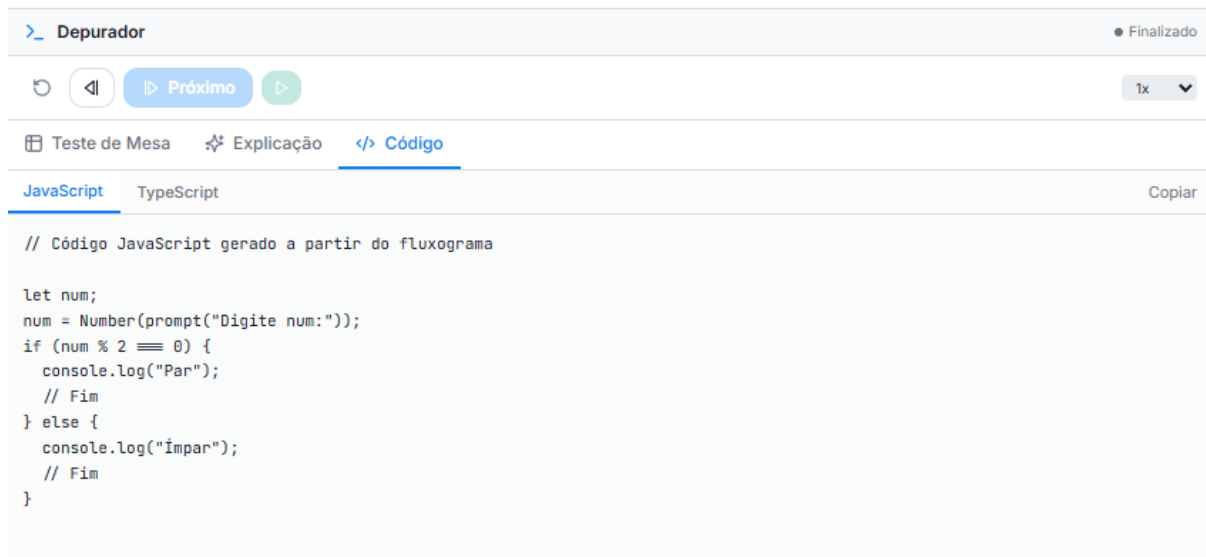 >_ Depurador
Finalizado
Próximo
1x
Teste de Mesa
Explicação
</> Código
JavaScript
TypeScript
Copiar
// Código JavaScript gerado a partir do fluxograma
let num;
num = Number(prompt("Digite num:"));
if (num % 2 === 0) {
  console.log("Par");
  // Fim
} else {
  console.log("Ímpar");
  // Fim
}